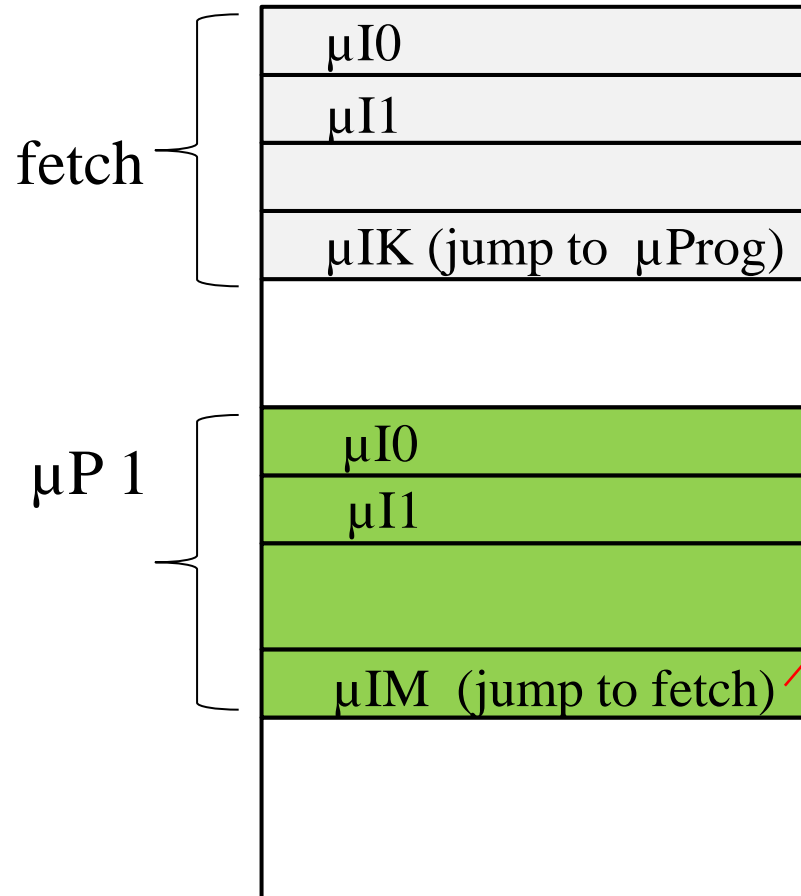 µI0
µI1
fetch
µIK (jump to µProg)
µI0
µP 1
µI1
µIM (jump to fetch)